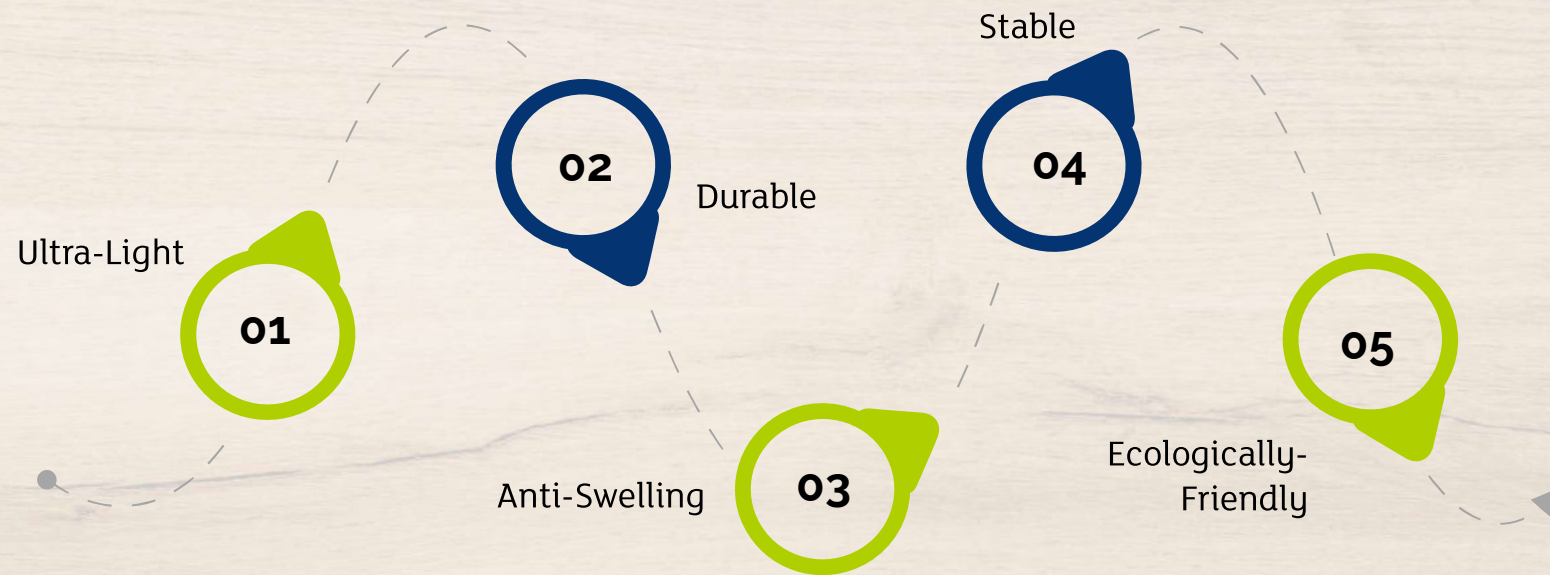 Ultra-Light
01
02
Durable
Anti-Swelling
03
Stable
04
05
Ecologically-
Friendly